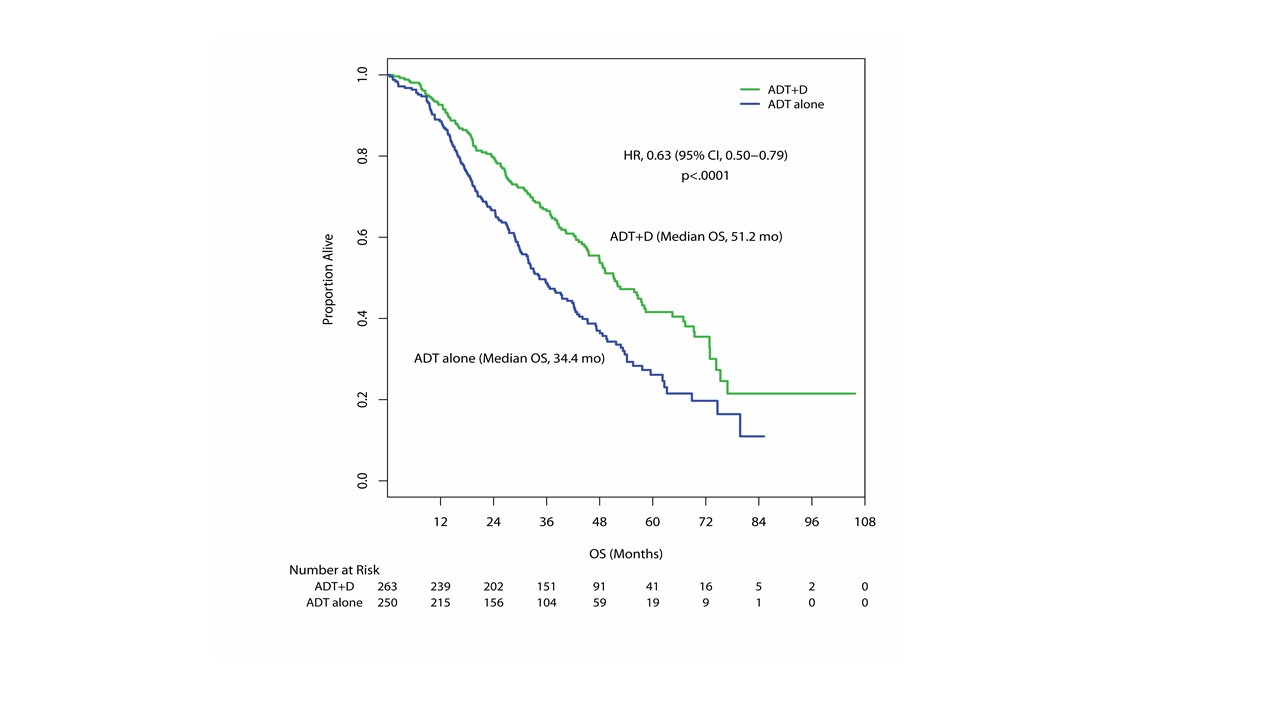 1.0
0.8
0.6
0.4
0.2
0.0
Proportion Alive
ADT+D
ADT alone
HR, 0.63 (95% CI, 0.50–0.79)
p<.0001
ADT+D (Median OS, 51.2 mo)
ADT alone (Median OS, 34.4 mo)
12 24 36 48 60 72 84 96 108
OS (Months)
Number at Risk
ADT+D 263 239 202 151 91 41 16 5 2 0
ADT alone 250 215 156 104 59 19 9 1 0 0